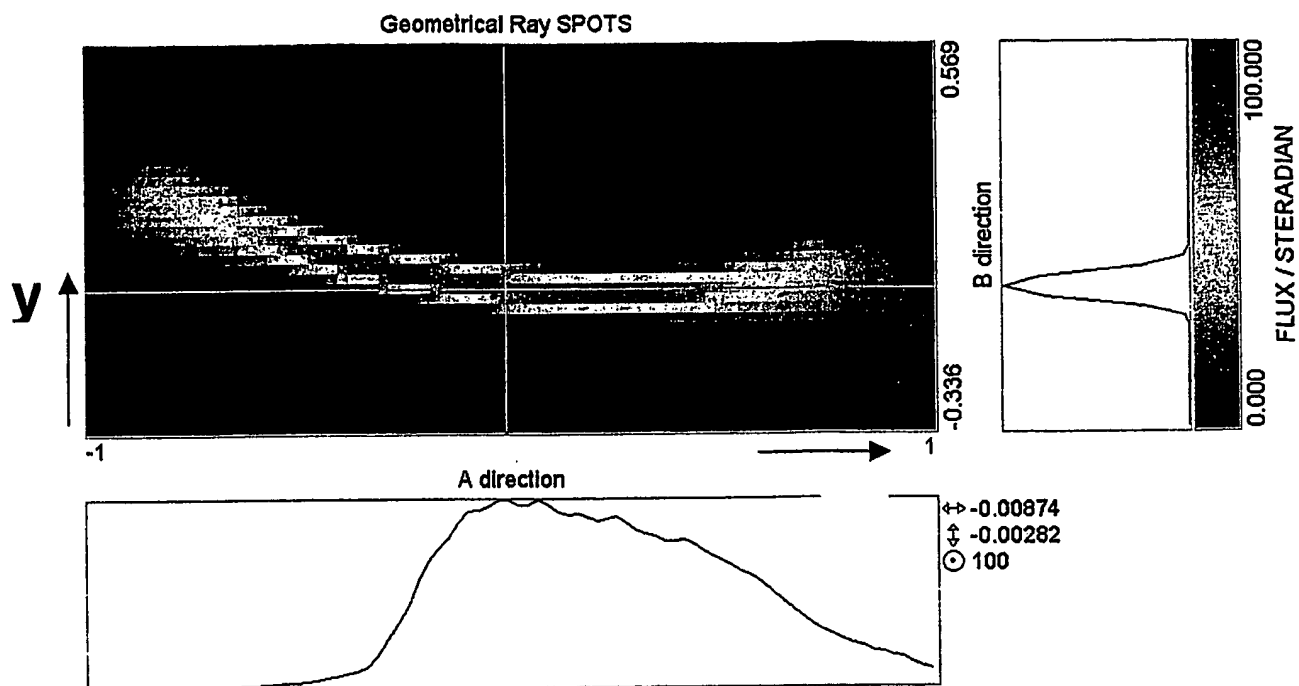 Geometrical Ray SPOTS
0.569
-0.336
y
-1
1
B direction
100.000
0.000
FLUX / STERADIAN
A direction
-0.00874
-0.00282
100